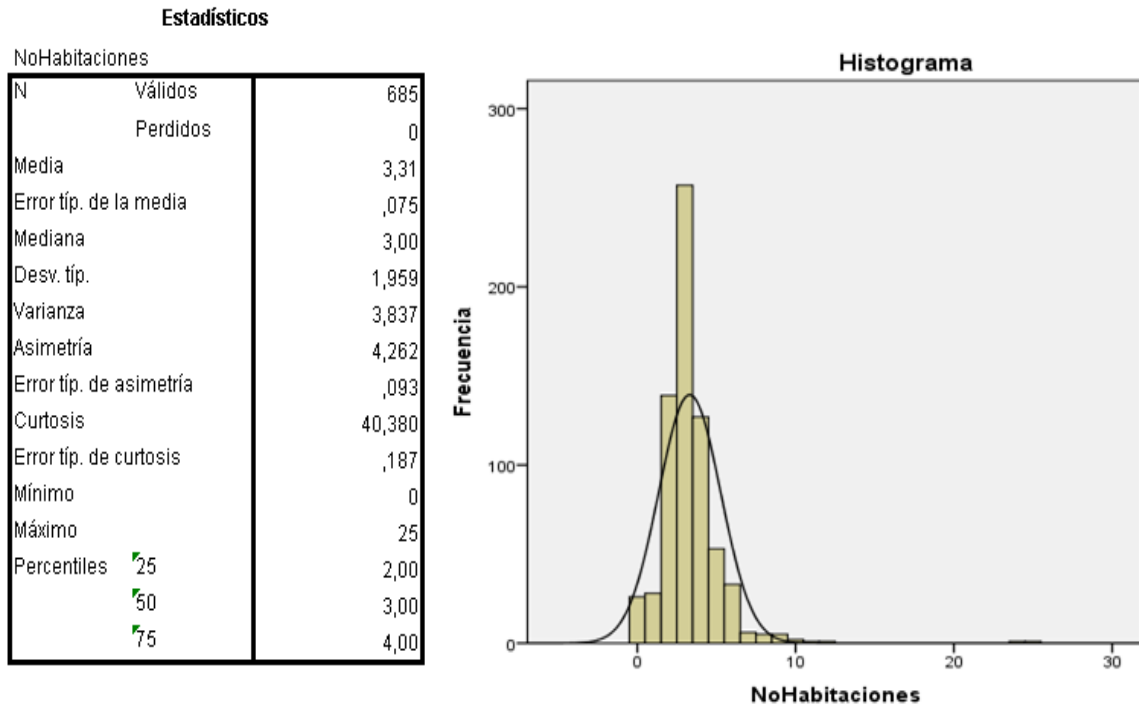 Estadísticos
NoHabitaciones
N Válidos 685
Perdidos 0
Media 3,31
Error típ. de la media ,075
Mediana 3,00
Desv. típ. 1,959
Varianza 3,837
Asimetría 4,262
Error típ. de asimetría ,093
Curtosis 40,380
Error típ. de curtosis ,187
Mínimo 0
Máximo 25
Percentiles 25 2,00
50 3,00
75 4,00
Histograma
Frecuencia
300
200
100
0
0 10 20 30
NoHabitaciones